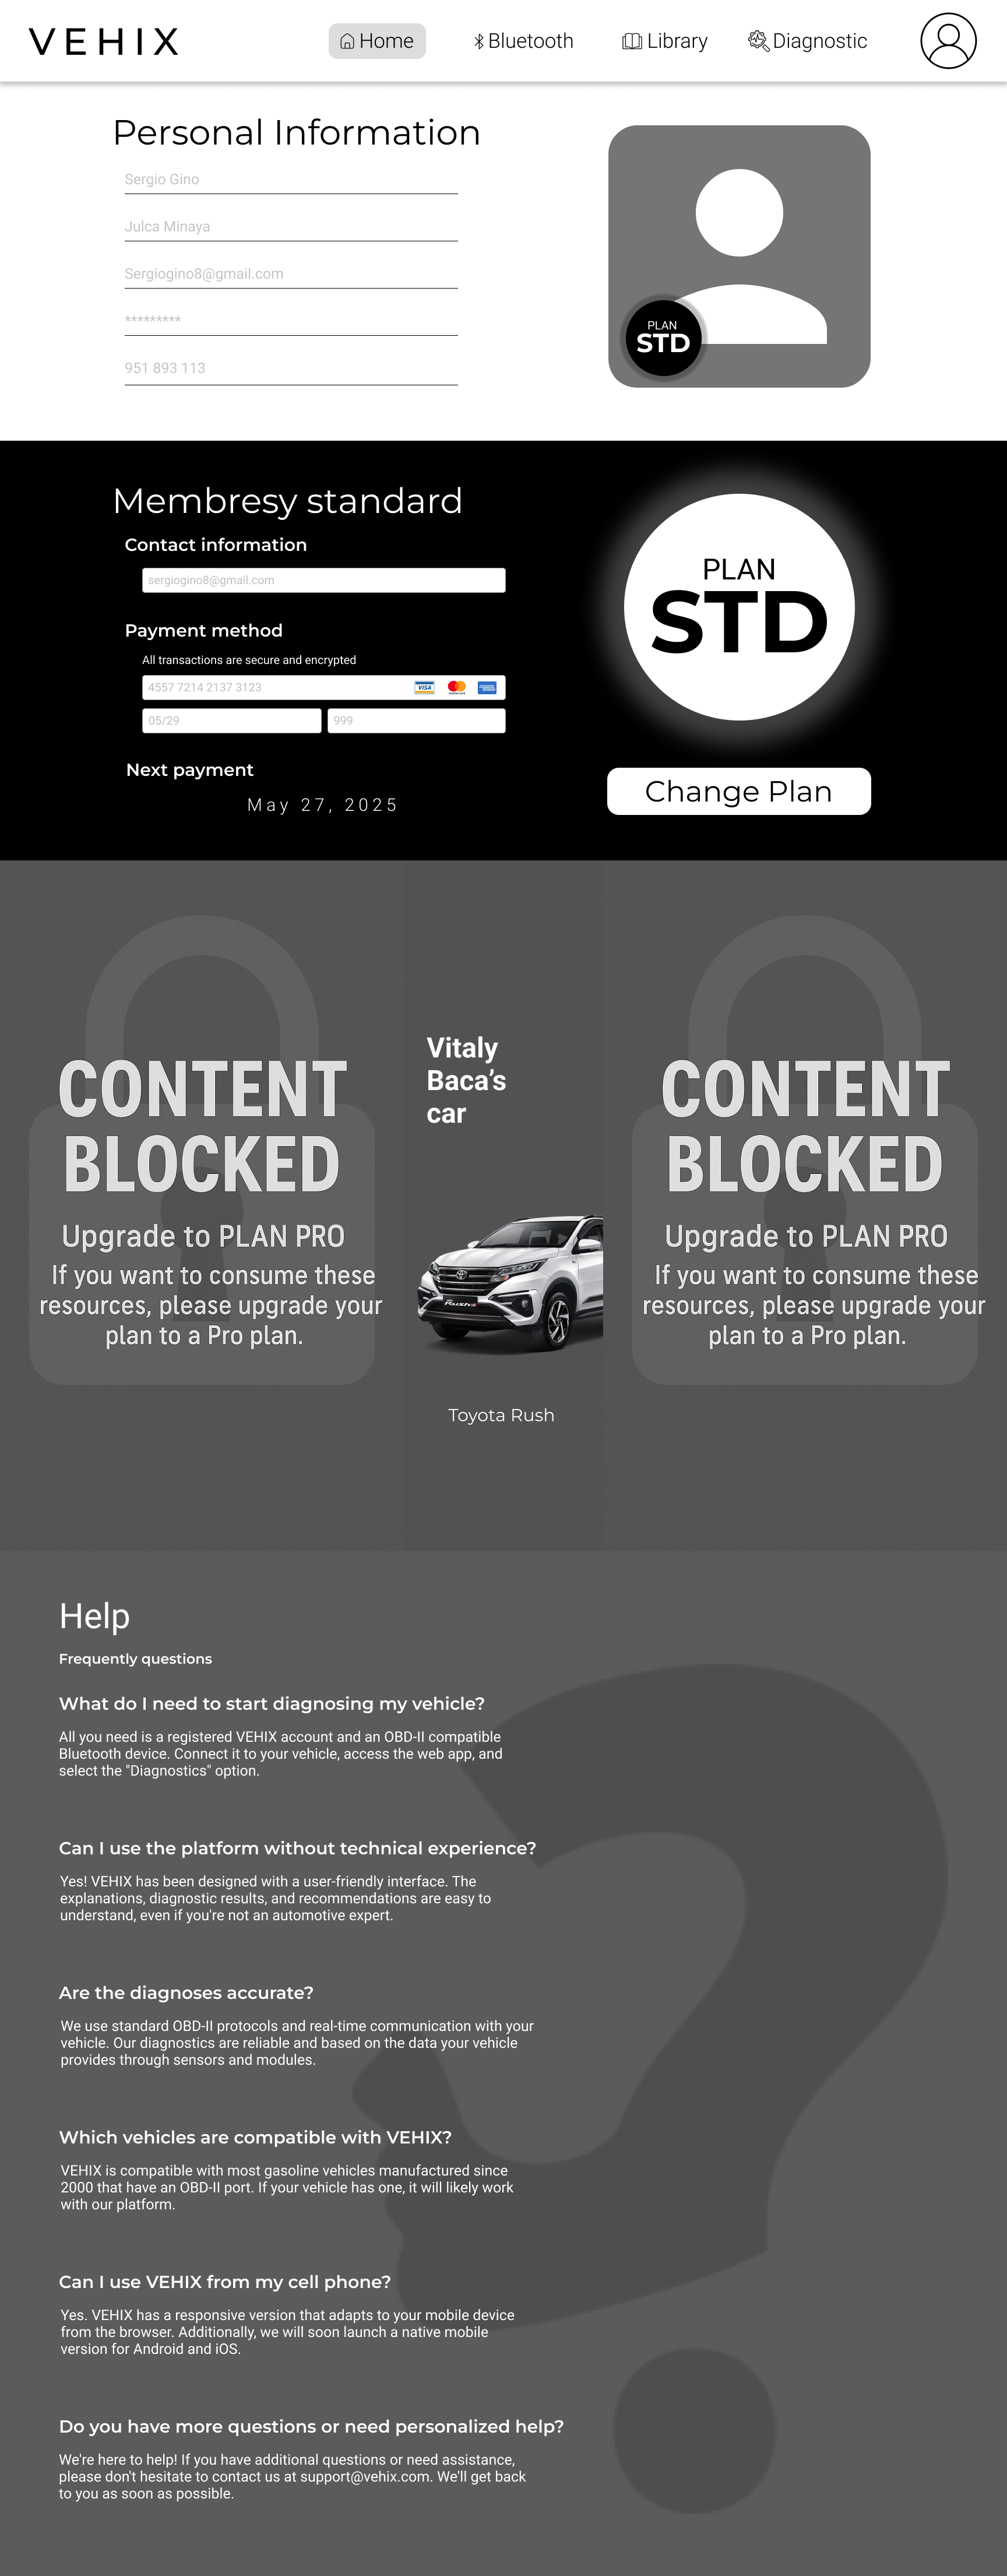 VEHIX
Home
Bluetooth
Library
Diagnostic
Personal Information
Sergio Gino
Julca Minaya
Sergiogino8@gmail.com
*********
951 893 113
PLAN
STD
Membresy standard
Contact information
sergiogino8@gmail.com
Payment method
All transactions are secure and encrypted
4557 7214 2137 3123
VISA
05/29
999
Next payment
May 27, 2025
PLAN
STD
Change Plan
CONTENT
BLOCKED
Upgrade to PLAN PRO
If you want to consume these
resources, please upgrade your
plan to a Pro plan.
Vitaly
Baca’s
car
Rush
Toyota Rush
CONTENT
BLOCKED
Upgrade to PLAN PRO
If you want to consume these
resources, please upgrade your
plan to a Pro plan.
Help
Frequently questions
What do I need to start diagnosing my vehicle?
All you need is a registered VEHIX account and an OBD-II compatible
Bluetooth device. Connect it to your vehicle, access the web app, and
select the "Diagnostics" option.
Can I use the platform without technical experience?
Yes! VEHIX has been designed with a user-friendly interface. The
explanations, diagnostic results, and recommendations are easy to
understand, even if you're not an automotive expert.
Are the diagnoses accurate?
We use standard OBD-II protocols and real-time communication with your
vehicle. Our diagnostics are reliable and based on the data your vehicle
provides through sensors and modules.
Which vehicles are compatible with VEHIX?
VEHIX is compatible with most gasoline vehicles manufactured since
2000 that have an OBD-II port. If your vehicle has one, it will likely work
with our platform.
Can I use VEHIX from my cell phone?
Yes. VEHIX has a responsive version that adapts to your mobile device
from the browser. Additionally, we will soon launch a native mobile
version for Android and iOS.
Do you have more questions or need personalized help?
We're here to help! If you have additional questions or need assistance,
please don't hesitate to contact us at support@vehix.com. We'll get back
to you as soon as possible.